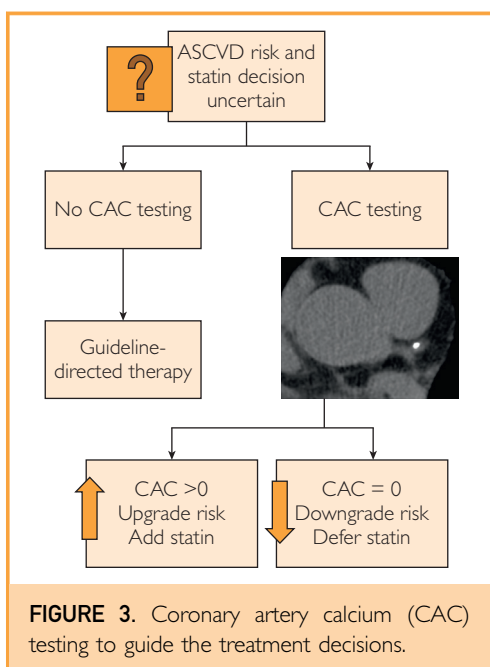 ?
ASCVD risk and
statin decision
uncertain
No CAC testing
CAC testing
Guideline-
directed therapy
CAC >0
Upgrade risk
Add statin
CAC = 0
Downgrade risk
Defer statin
FIGURE 3. Coronary artery calcium (CAC)
testing to guide the treatment decisions.